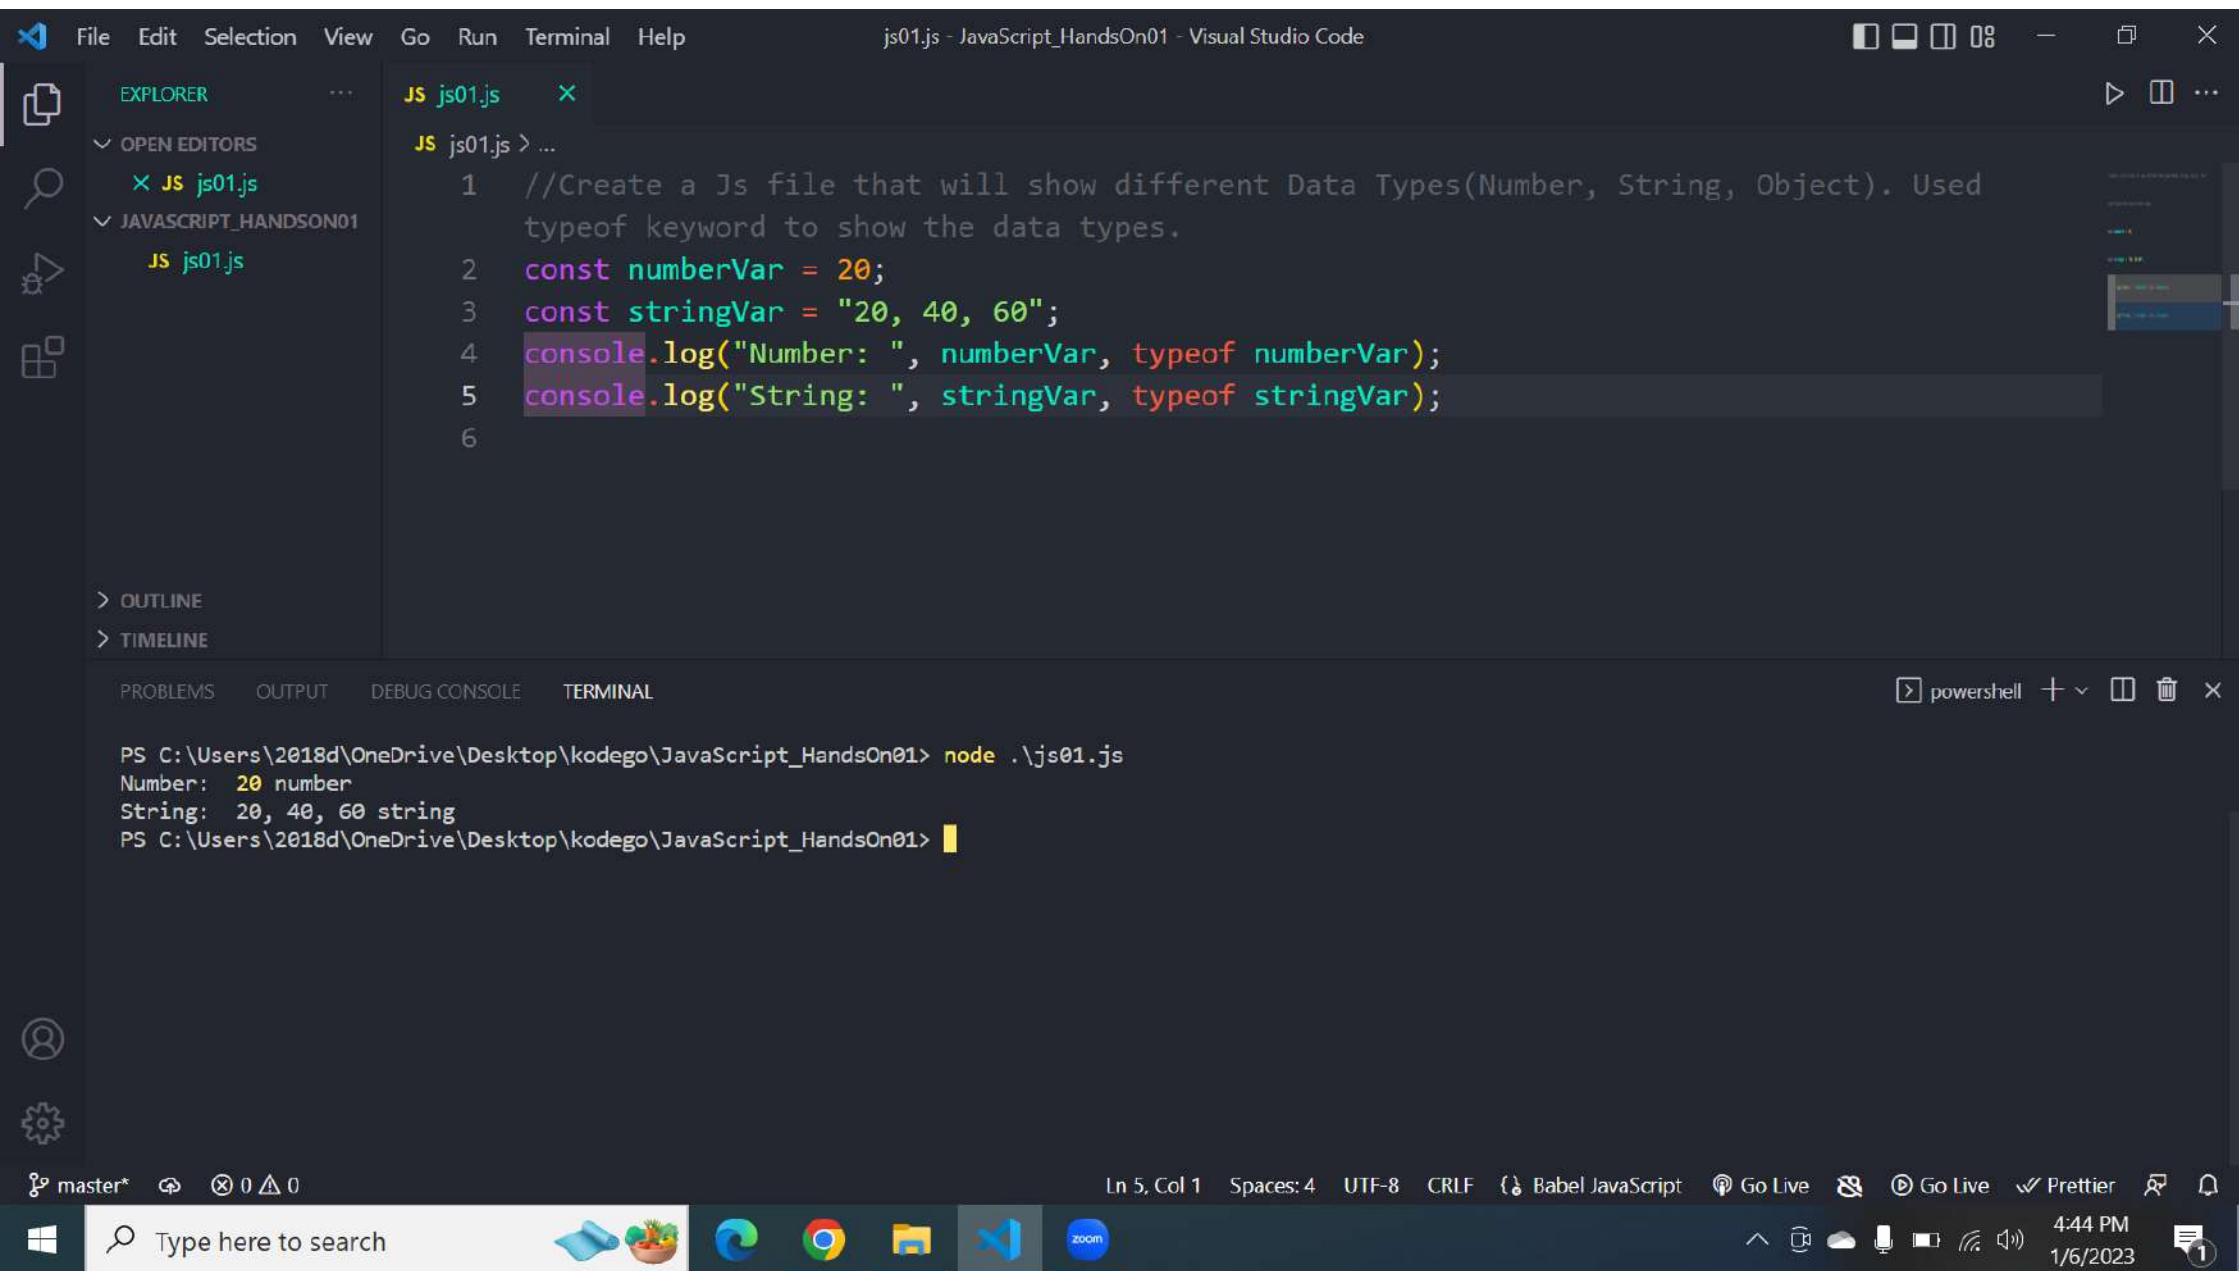 File Edit Selection View Go Run Terminal Help js01.js - JavaScript_HandsOn01 - Visual Studio Code
EXPLORER
JS js01.js
OPEN EDITORS
JS js01.js > ...
JS js01.js
JAVASCRIPT_HANDSON01
JS js01.js
1 //Create a Js file that will show different Data Types(Number, String, Object). Used
typeof keyword to show the data types.
2 const numberVar = 20;
3 const stringVar = "20, 40, 60";
4 console.log("Number: ", numberVar, typeof numberVar);
5 console.log("String: ", stringVar, typeof stringVar);
6
OUTLINE
TIMELINE
PROBLEMS OUTPUT DEBUG CONSOLE TERMINAL powershell
PS C:\Users\2018d\OneDrive\Desktop\kodego\JavaScript_HandsOn01> node .\js01.js
Number:  20 number
String:  20, 40, 60 string
PS C:\Users\2018d\OneDrive\Desktop\kodego\JavaScript_HandsOn01>
master* 0 0 Ln 5, Col 1 Spaces: 4 UTF-8 CRLF Babel JavaScript Go Live Go Live Prettier
Type here to search zoom 4:44 PM
1/6/2023 1